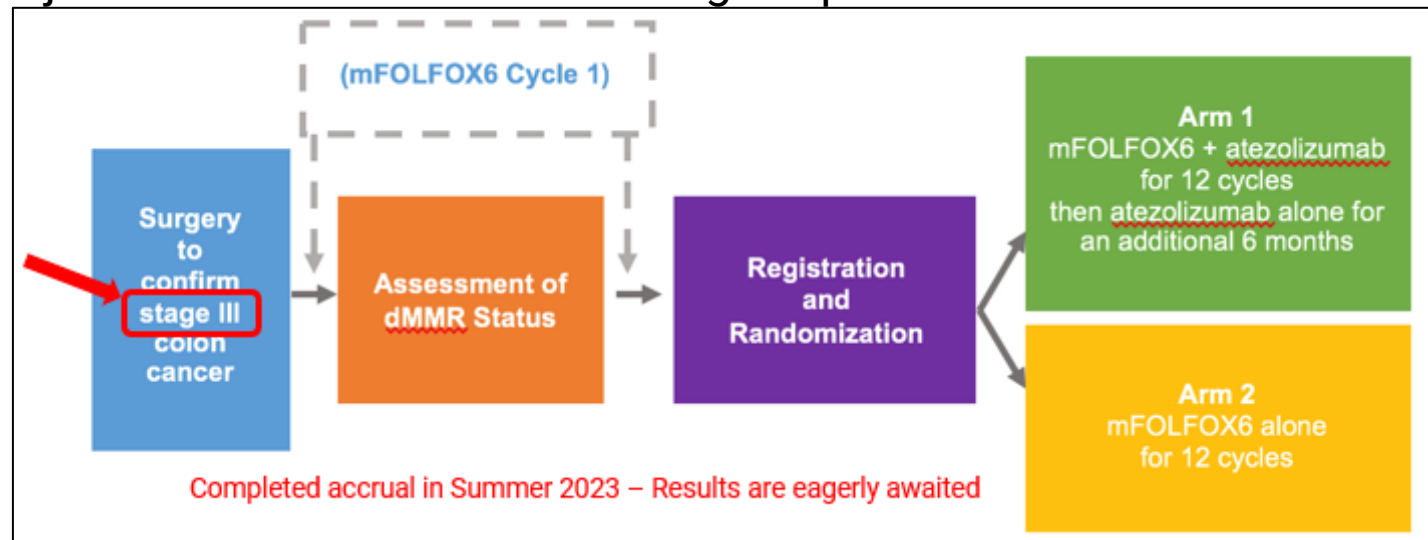 (mFOLFOX6 Cycle 1)
Surgery
to
confirm
stage III
colon
cancer
Assessment of
dMMR Status
Registration
and
Randomization
Arm 1
mFOLFOX6 + atezolizumab
for 12 cycles
then atezolizumab alone for
an additional 6 months
Arm 2
mFOLFOX6 alone
for 12 cycles
Completed accrual in Summer 2023 – Results are eagerly awaited